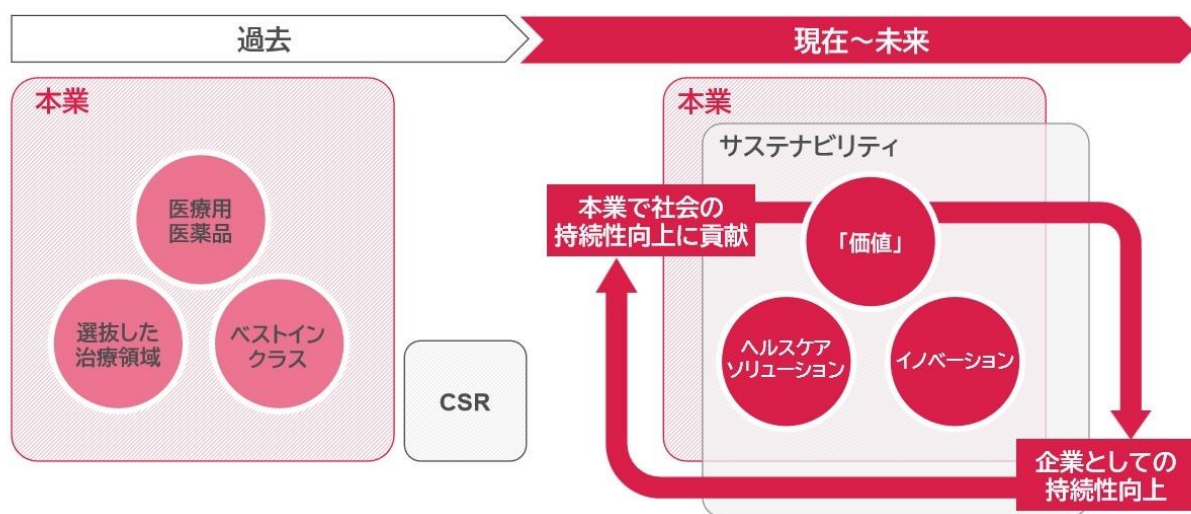 過去
現在～未来
本業
医療用
医薬品
選抜した
治療領域
ベストイン
クラス
CSR
本業
サステナビリティ
本業で社会の
持続性向上に貢献
「価値」
ヘルスケア
ソリューション
イノベーション
企業としての
持続性向上